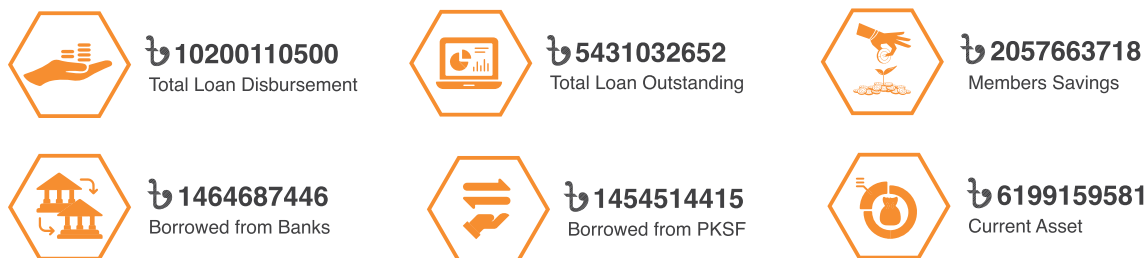 ৳ 10200110500
Total Loan Disbursement
৳ 5431032652
Total Loan Outstanding
৳ 2057663718
Members Savings
৳ 1464687446
Borrowed from Banks
৳ 1454514415
Borrowed from PKSF
৳ 6199159581
Current Asset